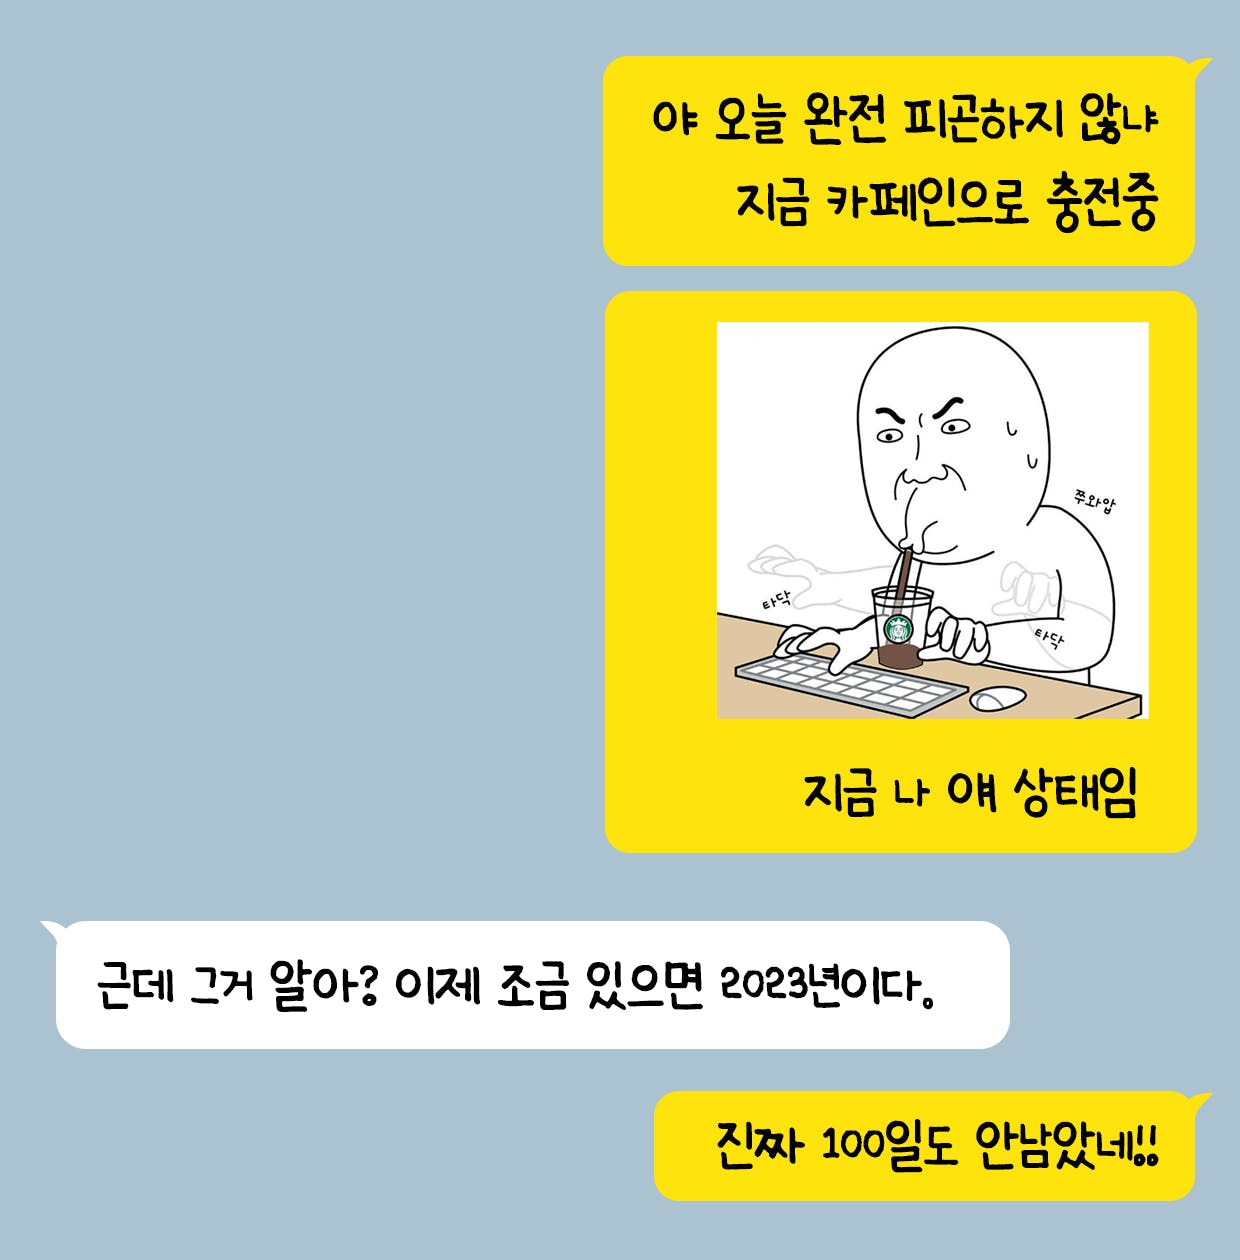 야 오늘 완전 피곤하지 않냐
지금 카페인으로 충전중
쭈와압
타닥
타닥
지금 나 얘 상태임
근데 그거 알아? 이제 조금 있으면 2023년이다.
진짜 100일도 안남았네!!